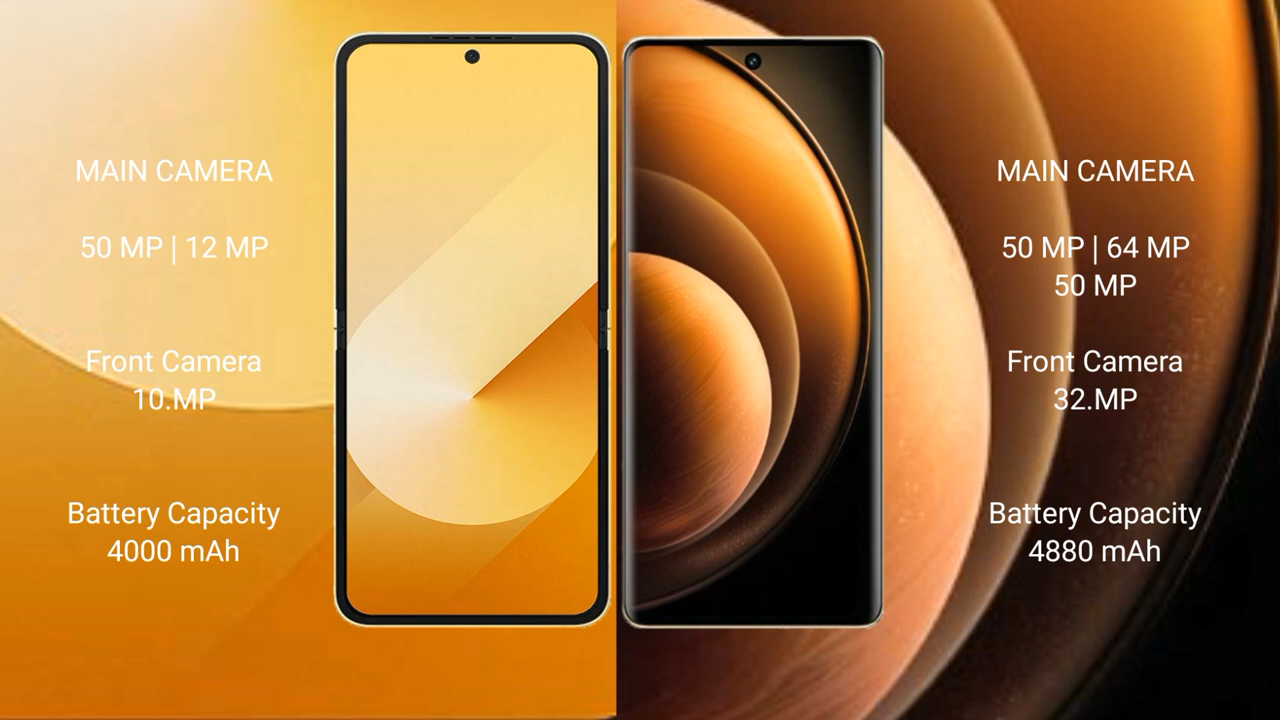 MAIN CAMERA
50 MP | 12 MP
Front Camera
10.MP
Battery Capacity
4000 mAh
MAIN CAMERA
50 MP | 64 MP
50 MP
Front Camera
32.MP
Battery Capacity
4880 mAh